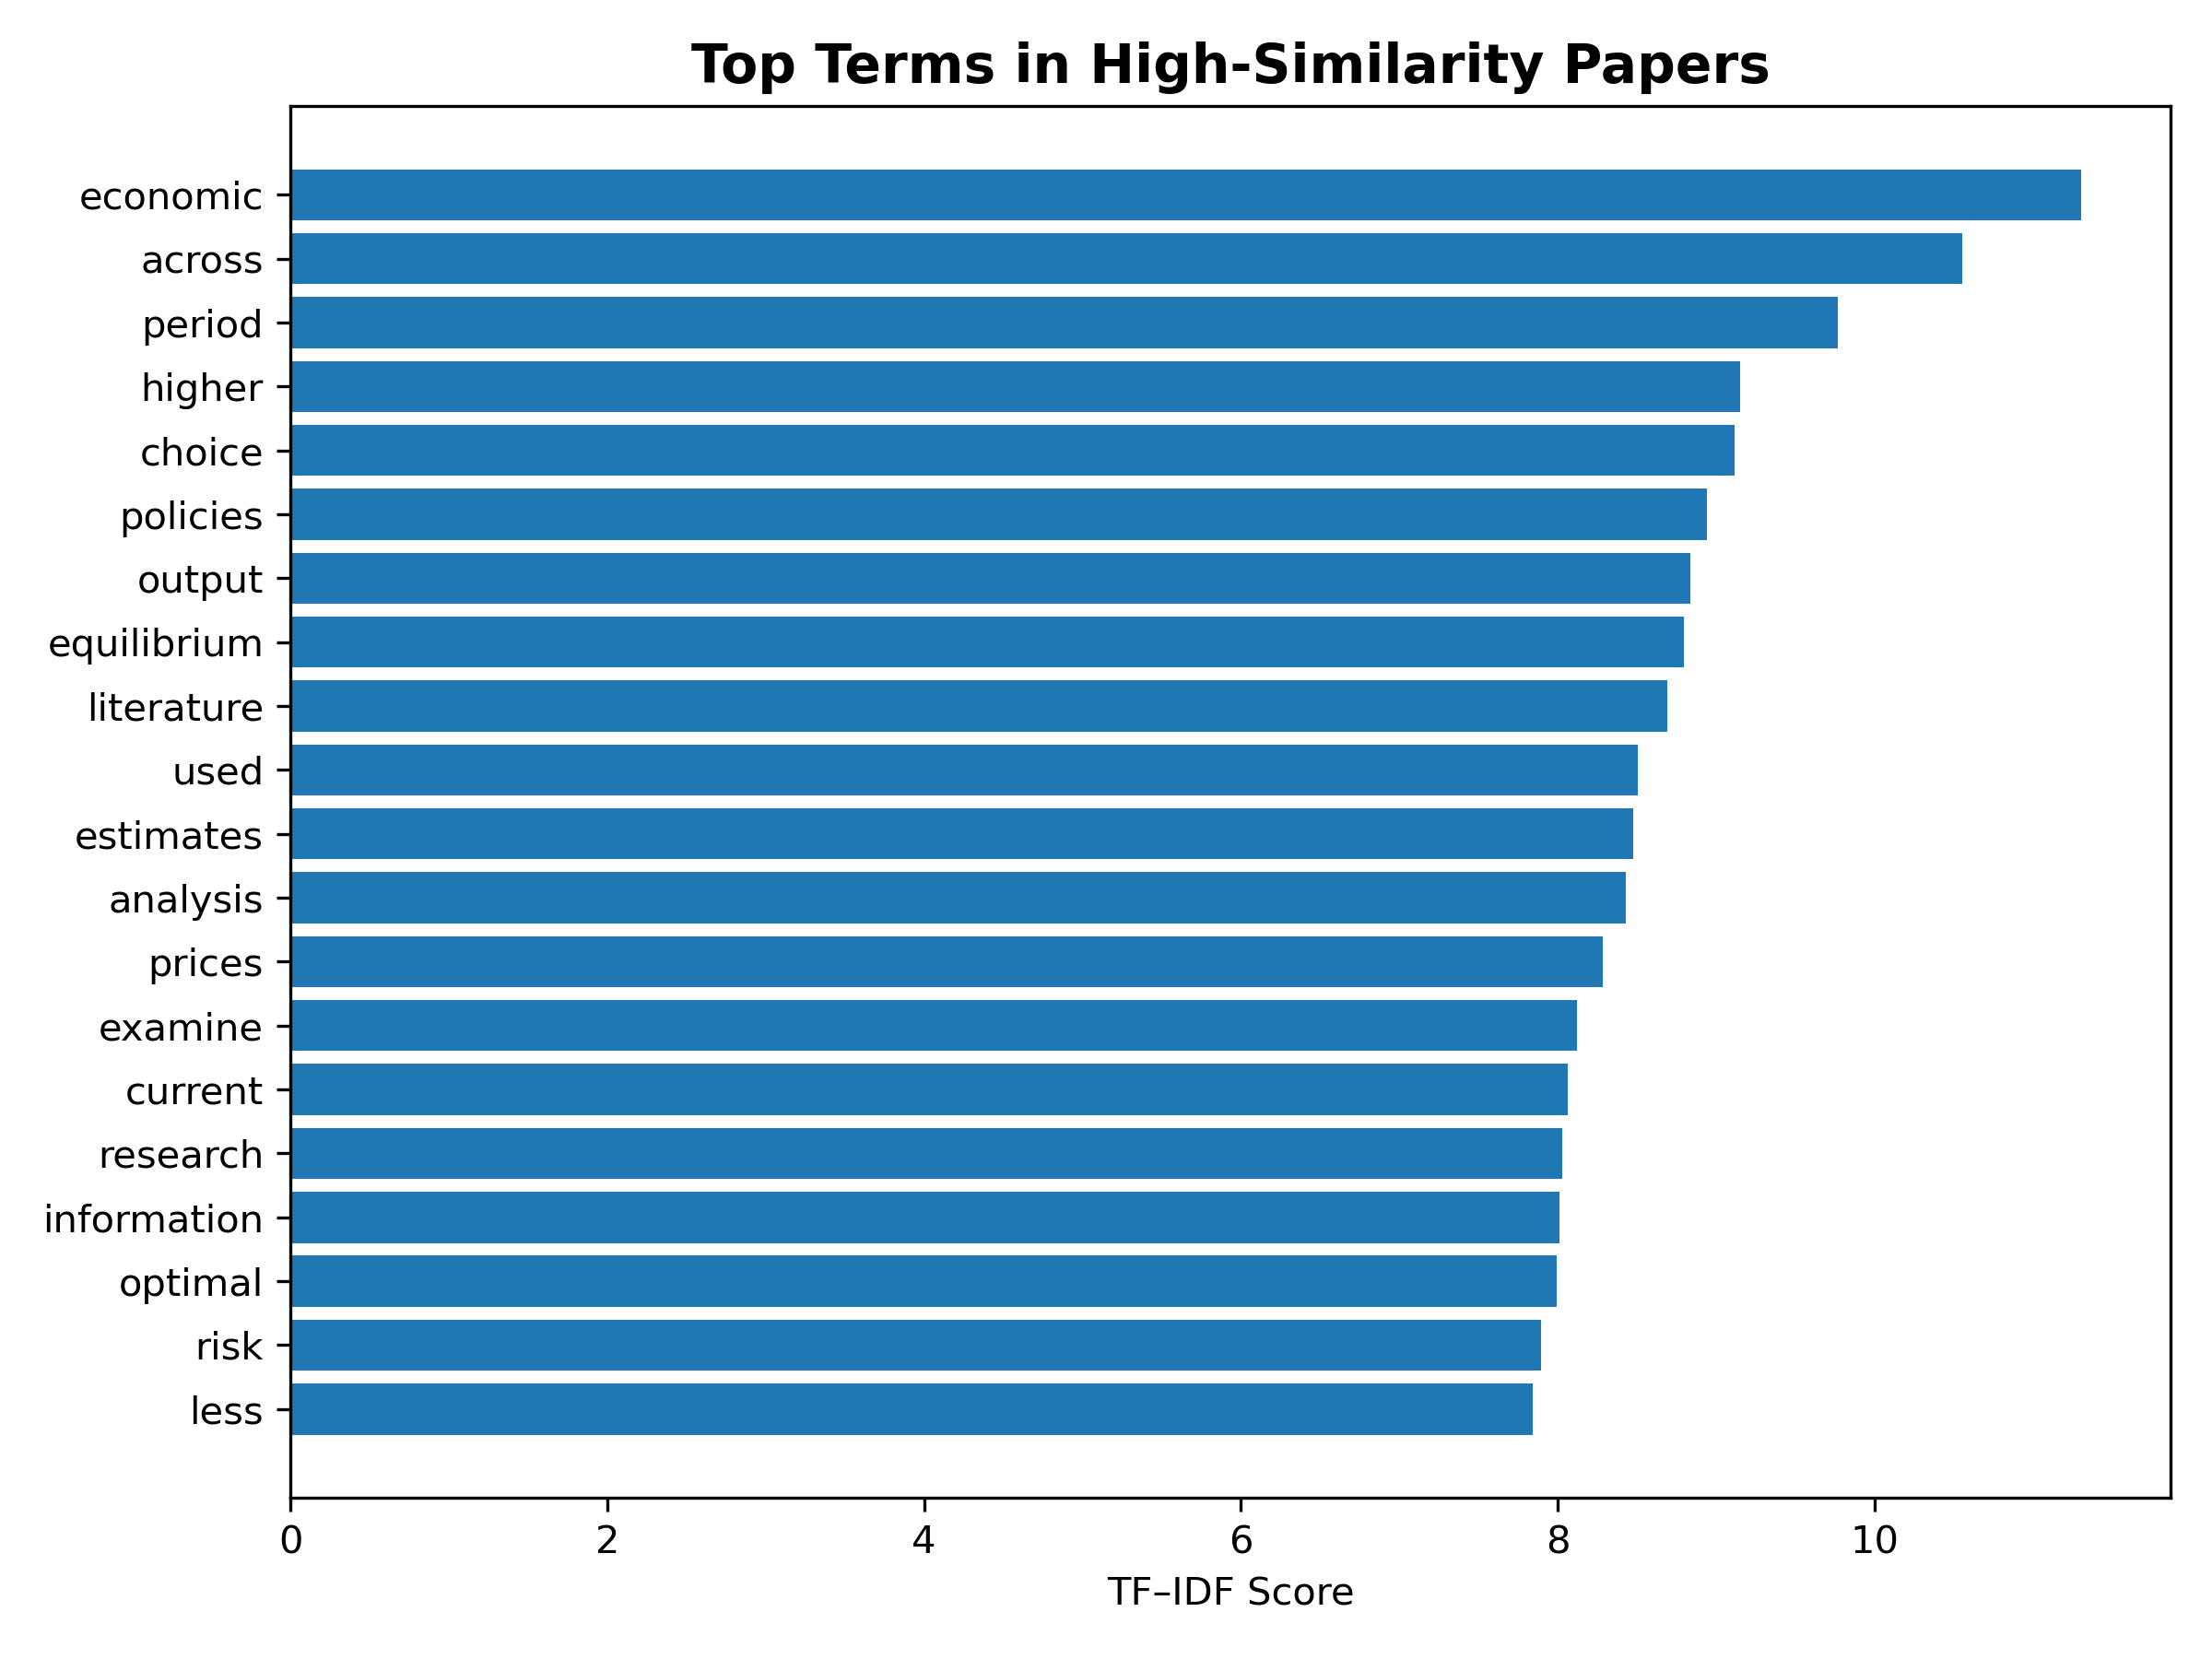 Top Terms in High-Similarity Papers
economic
across
period
higher
choice
policies
output
equilibrium
literature
used
estimates
analysis
prices
examine
current
research
information
optimal
risk
less
0 2 4 6 8 10
TF–IDF Score